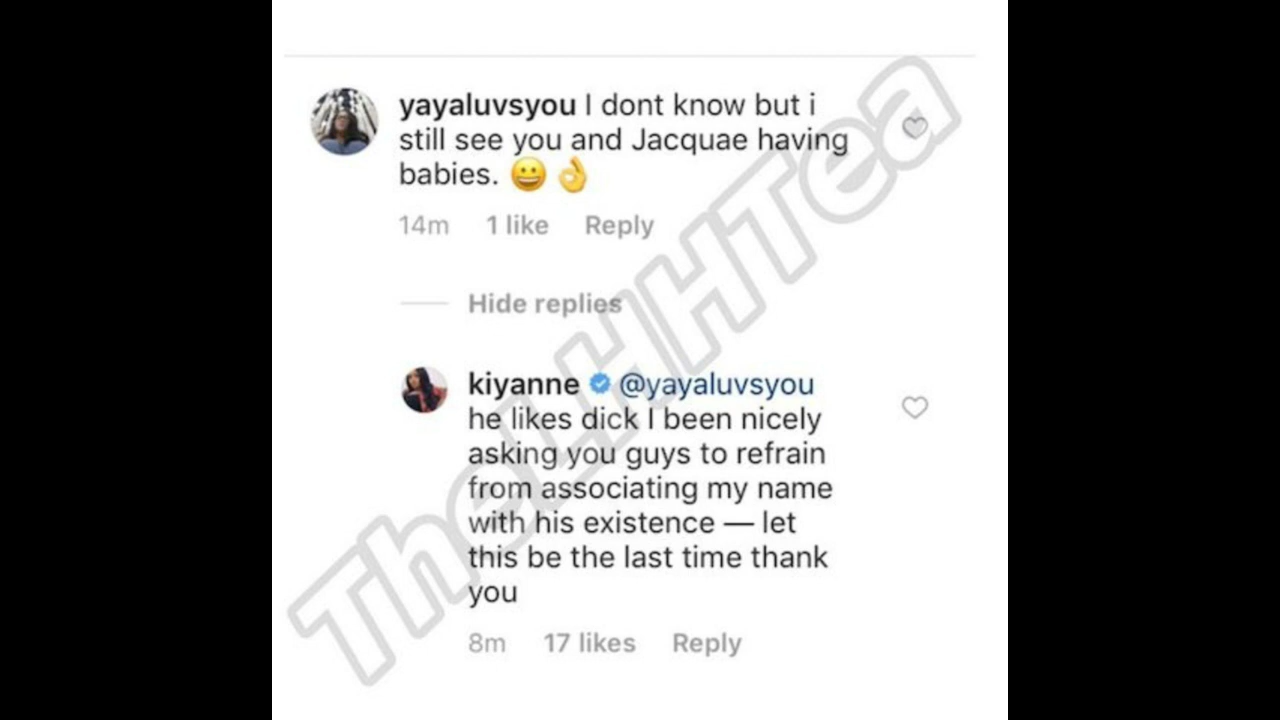 yayaluvsyou I dont know but i
still see you and Jacquae having
babies. 😀 👌
14m 1 like Reply
Hide replies
kiyanne @yayaluvsyou
he likes dick I been nicely
asking you guys to refrain
from associating my name
with his existence — let
this be the last time thank
you
8m 17 likes Reply
TheLHHTea